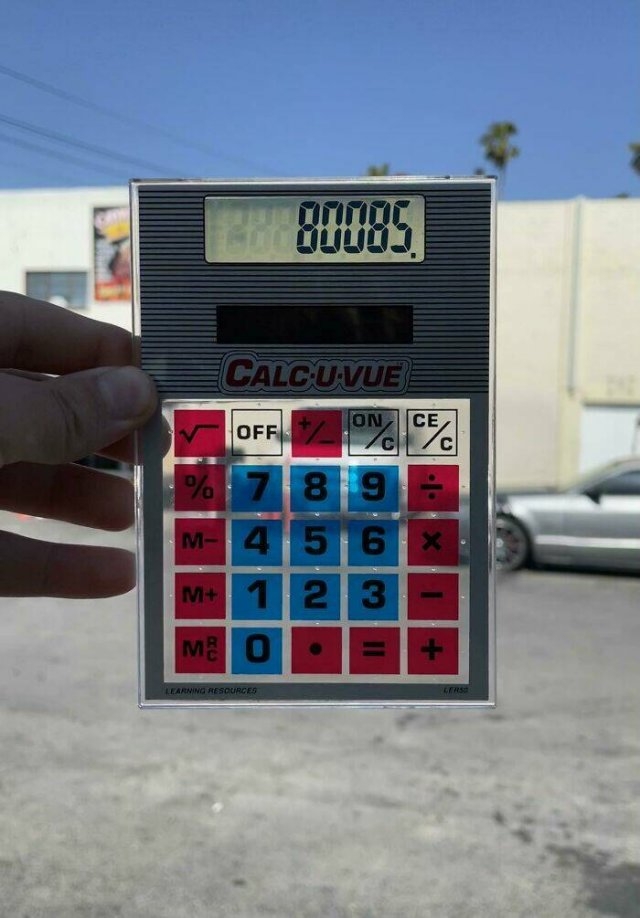 80085.
CALC-U-VUE
√ OFF +/− ON/C CE/C
% 7 8 9 ÷
M− 4 5 6 ×
M+ 1 2 3 −
MRC 0 • = +
LEARNING RESOURCES LER50